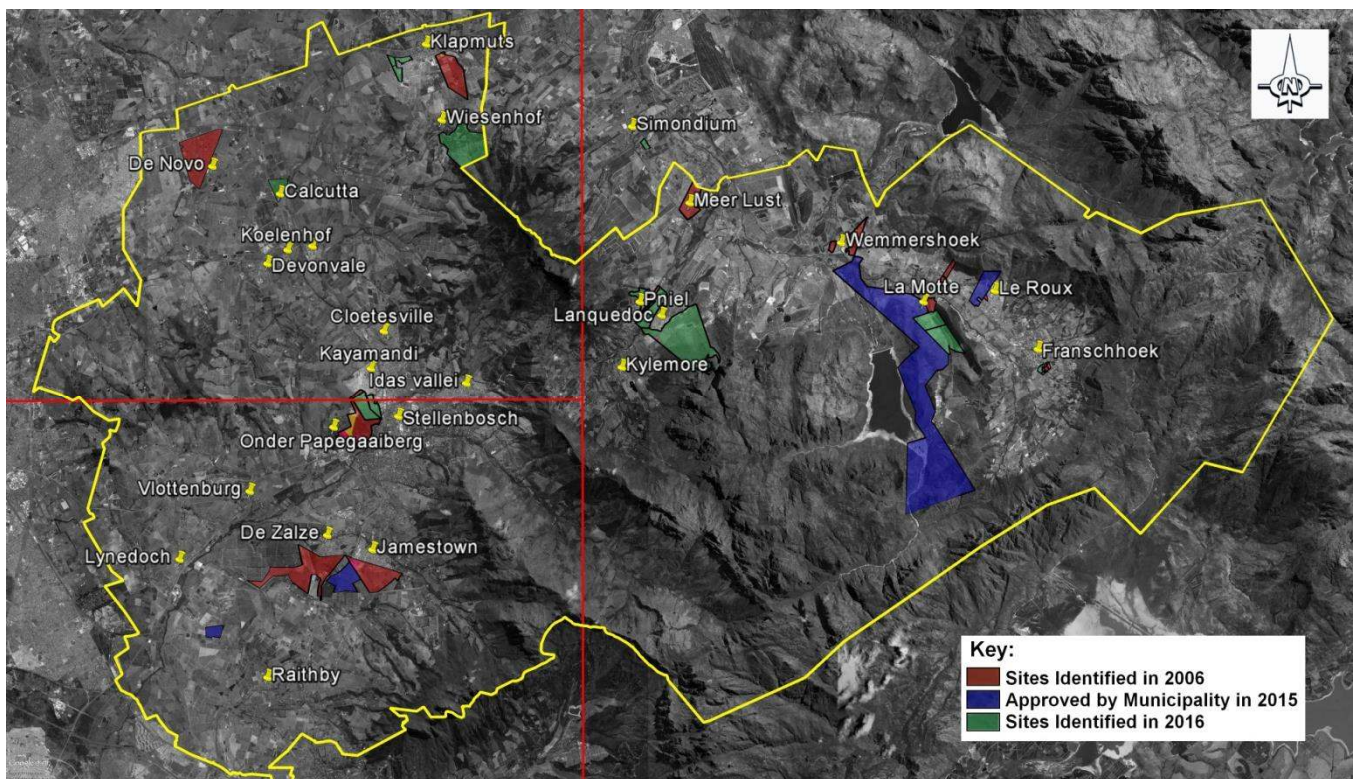 Klapmuts
Wiesenhof
Simondium
De Novo
Calcutta
Meer Lust
Koelenhof
Wemmershoek
Devonvale
La Motte
Le Roux
Pniel
Lanquedoc
Cloetesville
Franschhoek
Kayamandi
Kylemore
Idas vallei
Stellenbosch
Onder Papegaaiberg
Vlottenburg
De Zalze
Jamestown
Lynedoch
Raithby
N
Key:
Sites Identified in 2006
Approved by Municipality in 2015
Sites Identified in 2016